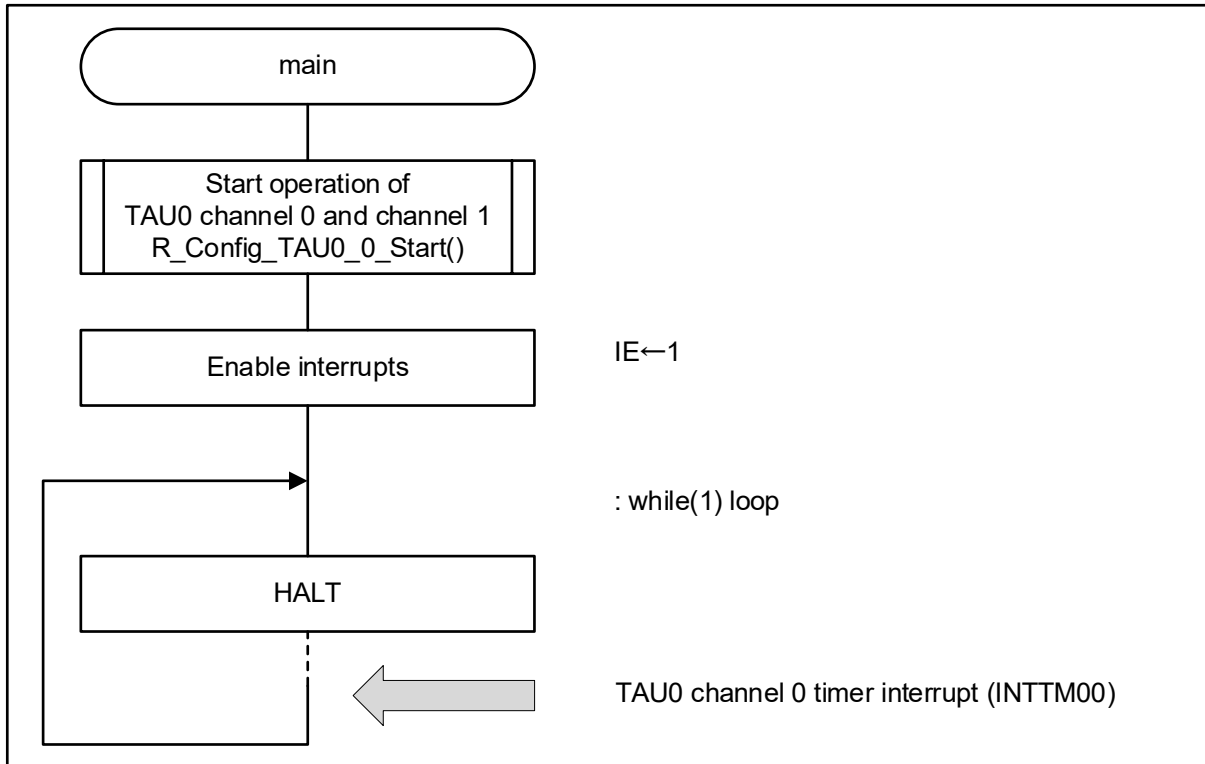 main
Start operation of
TAU0 channel 0 and channel 1
R_Config_TAU0_0_Start()
Enable interrupts
IE←1
: while(1) loop
HALT
TAU0 channel 0 timer interrupt (INTTM00)